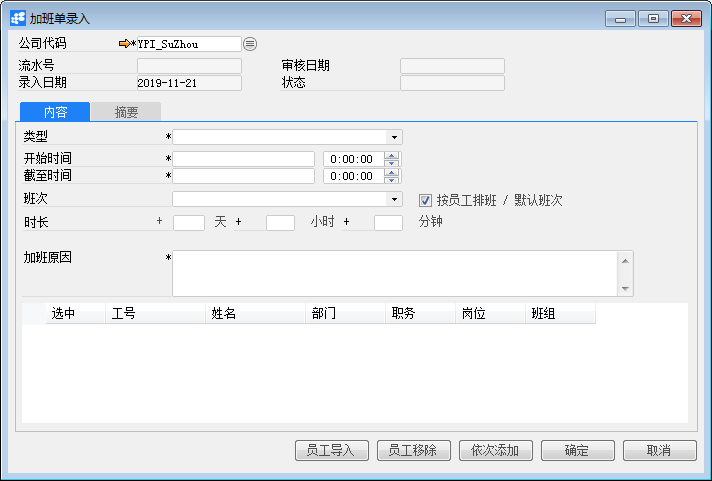 加班单录入
公司代码 *YPI_SuZhou
流水号 审核日期
录入日期 2019-11-21 状态
内容 摘要
类型 *
开始时间 * 0:00:00
截至时间 * 0:00:00
班次 * 按员工排班 / 默认班次
时长 + 天 + 小时 + 分钟
加班原因 *
选中 工号 姓名 部门 职务 岗位 班组
员工导入 员工移除 依次添加 确定 取消